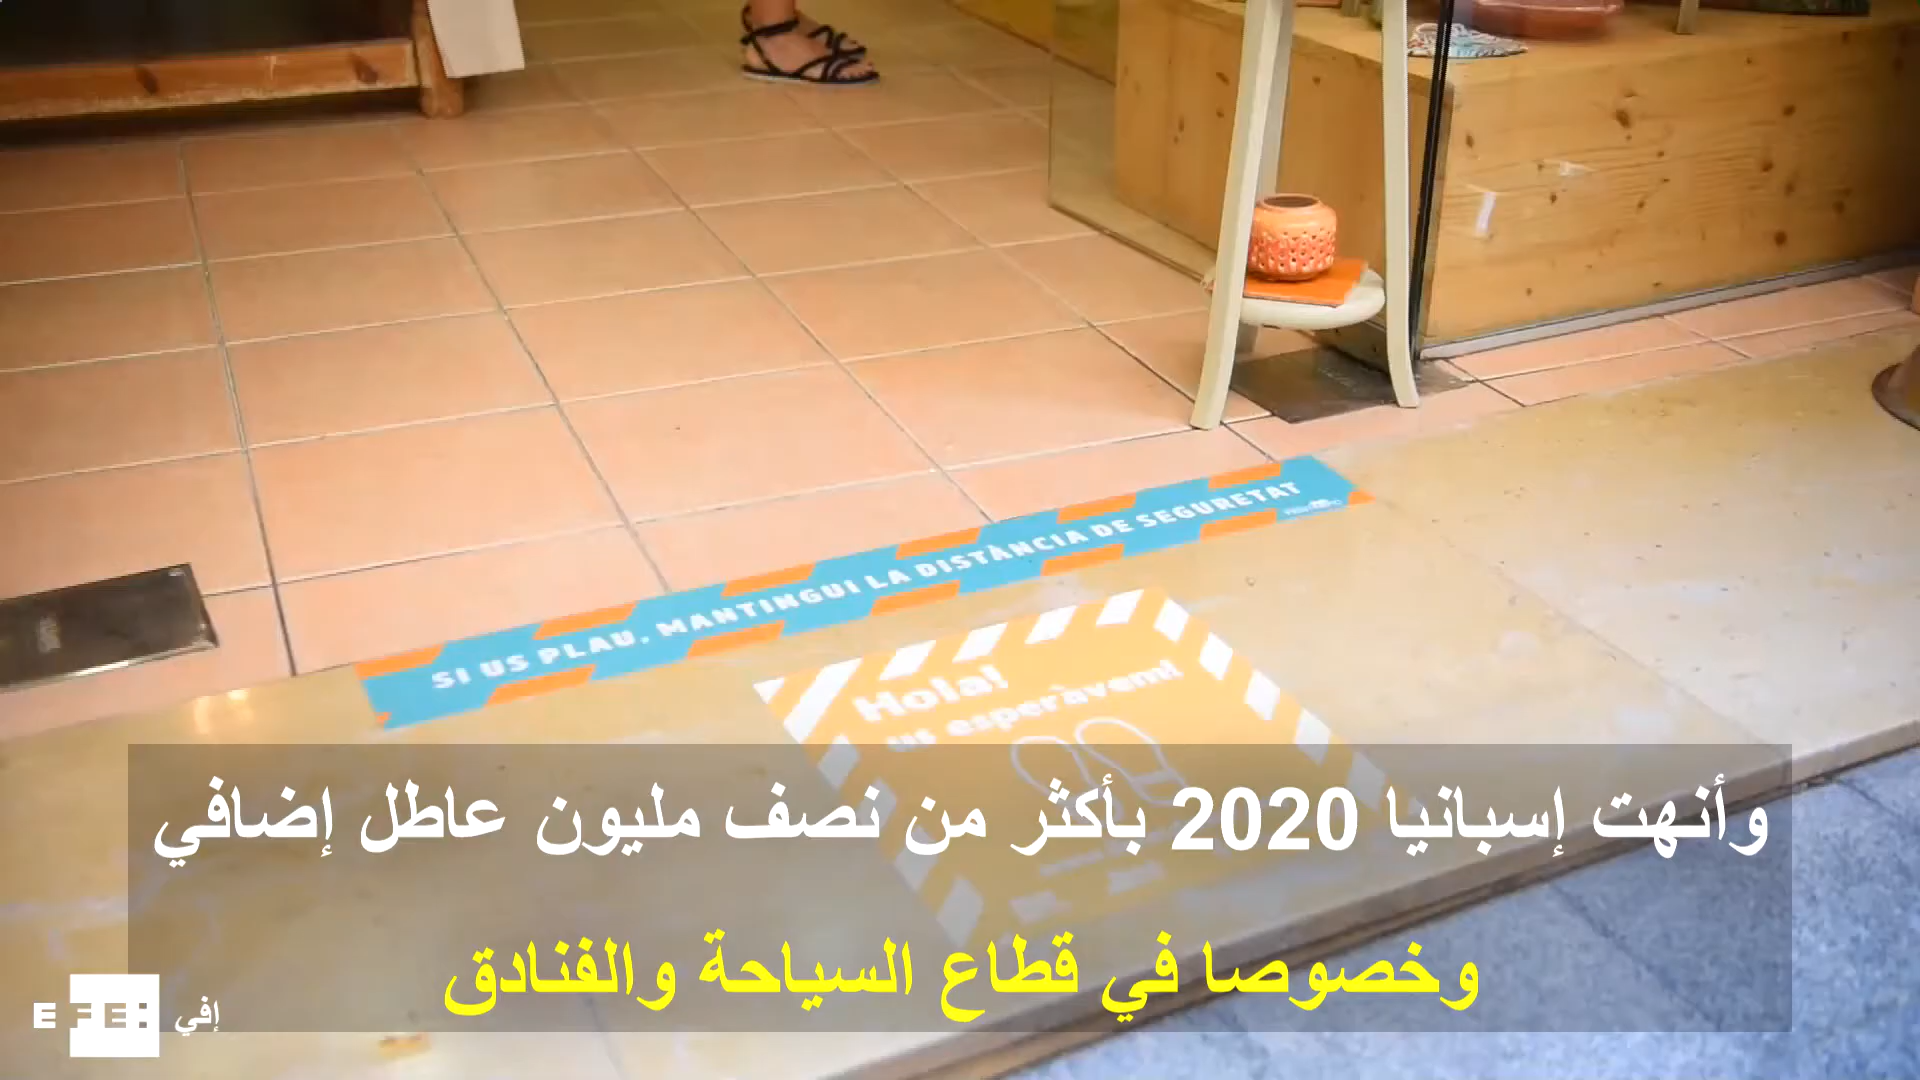 SI US PLAU, MANTINGUI LA DISTÀNCIA DE SEGURETAT
Hola!
us esperàvem!
وأنهت إسبانيا 2020 بأكثر من نصف مليون عاطل إضافي
وخصوصا في قطاع السياحة والفنادق
EFE: إفي